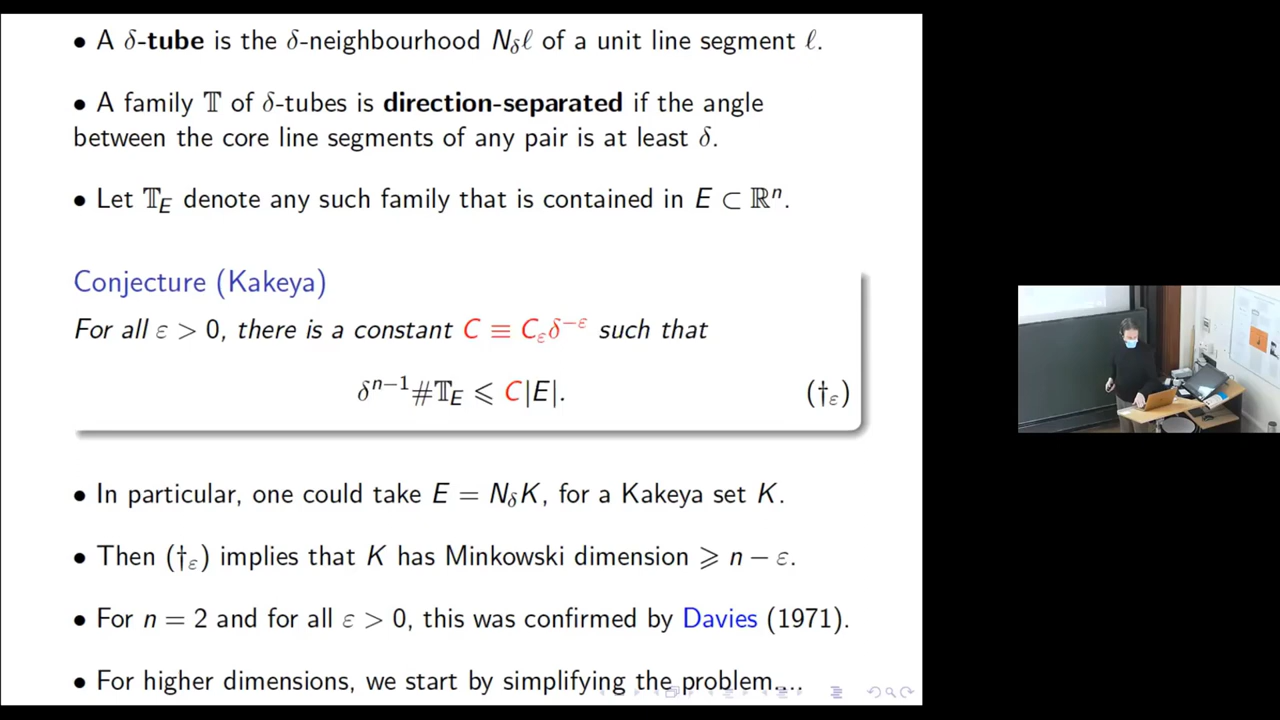 • A δ-tube is the δ-neighbourhood N_δℓ of a unit line segment ℓ.
• A family 𝕋 of δ-tubes is direction-separated if the angle
between the core line segments of any pair is at least δ.
• Let 𝕋_E denote any such family that is contained in E ⊂ ℝⁿ.
Conjecture (Kakeya)
For all ε > 0, there is a constant C ≡ C_ε δ^{−ε} such that
δ^{n−1}#𝕋_E ⩽ C|E|. (†_ε)
• In particular, one could take E = N_δK, for a Kakeya set K.
• Then (†_ε) implies that K has Minkowski dimension ⩾ n − ε.
• For n = 2 and for all ε > 0, this was confirmed by Davies (1971).
• For higher dimensions, we start by simplifying the problem....